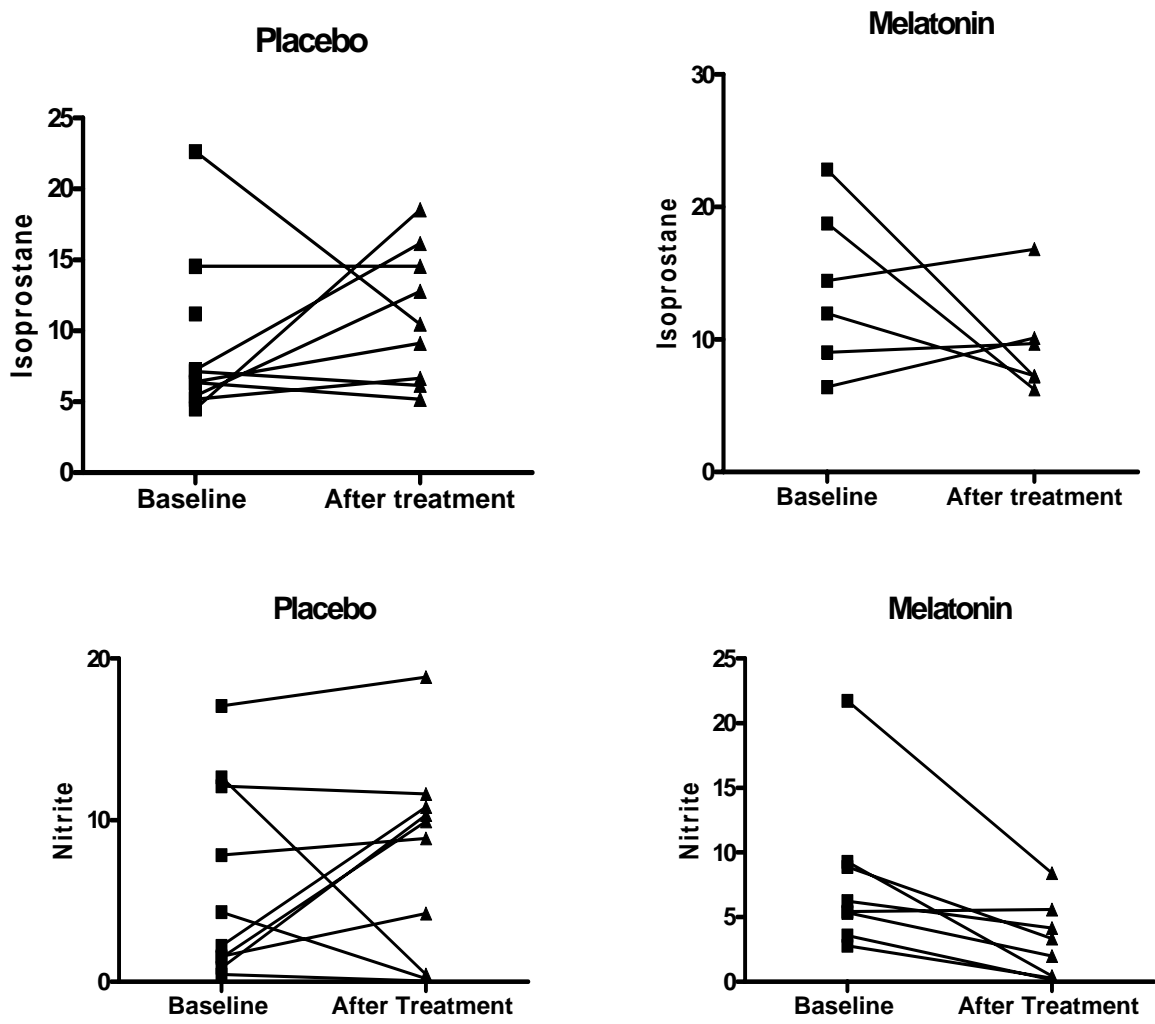 Placebo
Isoprostane
25
20
15
10
5
0
Baseline After treatment
Melatonin
Isoprostane
30
20
10
0
Baseline After treatment
Placebo
Nitrite
20
10
0
Baseline After Treatment
Melatonin
Nitrite
25
20
15
10
5
0
Baseline After Treatment